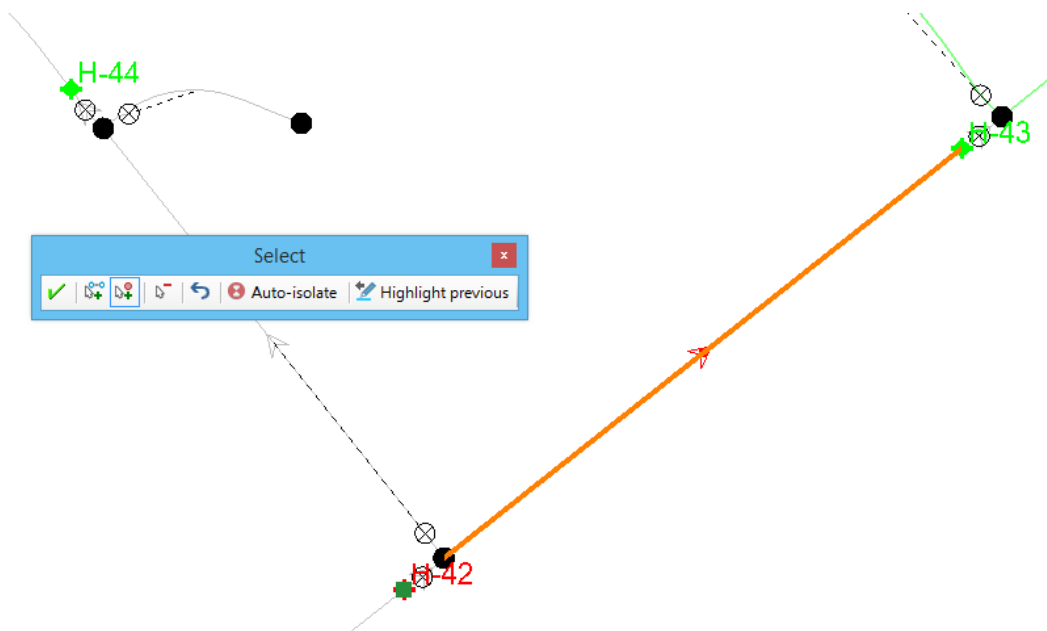 H-44
H-43
Select
x
Auto-isolate
Highlight previous
H-42